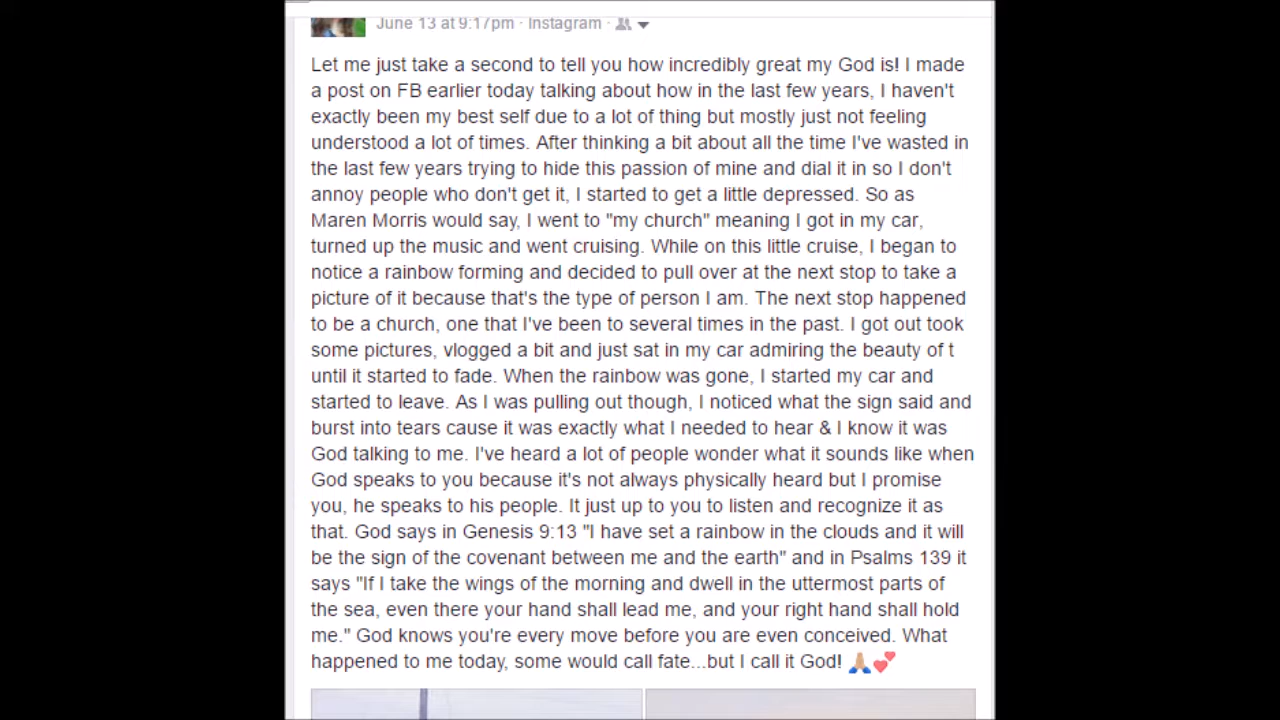 June 13 at 9:17pm · Instagram ·
Let me just take a second to tell you how incredibly great my God is! I made
a post on FB earlier today talking about how in the last few years, I haven't
exactly been my best self due to a lot of thing but mostly just not feeling
understood a lot of times. After thinking a bit about all the time I've wasted in
the last few years trying to hide this passion of mine and dial it in so I don't
annoy people who don't get it, I started to get a little depressed. So as
Maren Morris would say, I went to "my church" meaning I got in my car,
turned up the music and went cruising. While on this little cruise, I began to
notice a rainbow forming and decided to pull over at the next stop to take a
picture of it because that's the type of person I am. The next stop happened
to be a church, one that I've been to several times in the past. I got out took
some pictures, vlogged a bit and just sat in my car admiring the beauty of t
until it started to fade. When the rainbow was gone, I started my car and
started to leave. As I was pulling out though, I noticed what the sign said and
burst into tears cause it was exactly what I needed to hear & I know it was
God talking to me. I've heard a lot of people wonder what it sounds like when
God speaks to you because it's not always physically heard but I promise
you, he speaks to his people. It just up to you to listen and recognize it as
that. God says in Genesis 9:13 "I have set a rainbow in the clouds and it will
be the sign of the covenant between me and the earth" and in Psalms 139 it
says "If I take the wings of the morning and dwell in the uttermost parts of
the sea, even there your hand shall lead me, and your right hand shall hold
me." God knows you're every move before you are even conceived. What
happened to me today, some would call fate...but I call it God! 🙏🏼💕